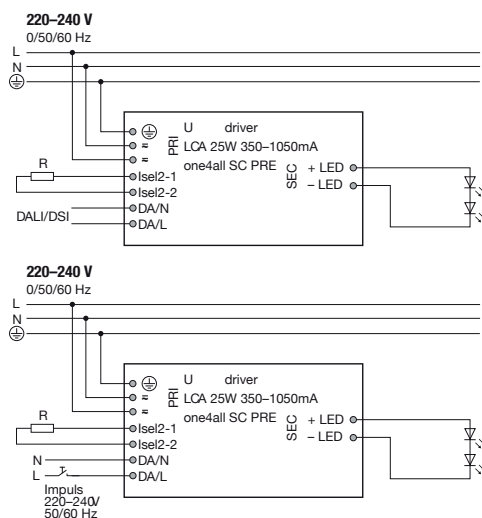 220–240 V
0/50/60 Hz
L
N
U driver
PRI
LCA 25W 350–1050mA
one4all SC PRE
SEC
+ LED
– LED
R
Isel2-1
Isel2-2
DALI/DSI
DA/N
DA/L
220–240 V
0/50/60 Hz
L
N
U driver
PRI
LCA 25W 350–1050mA
one4all SC PRE
SEC
+ LED
– LED
R
Isel2-1
Isel2-2
N
DA/N
L
DA/L
Impuls
220–240V
50/60 Hz